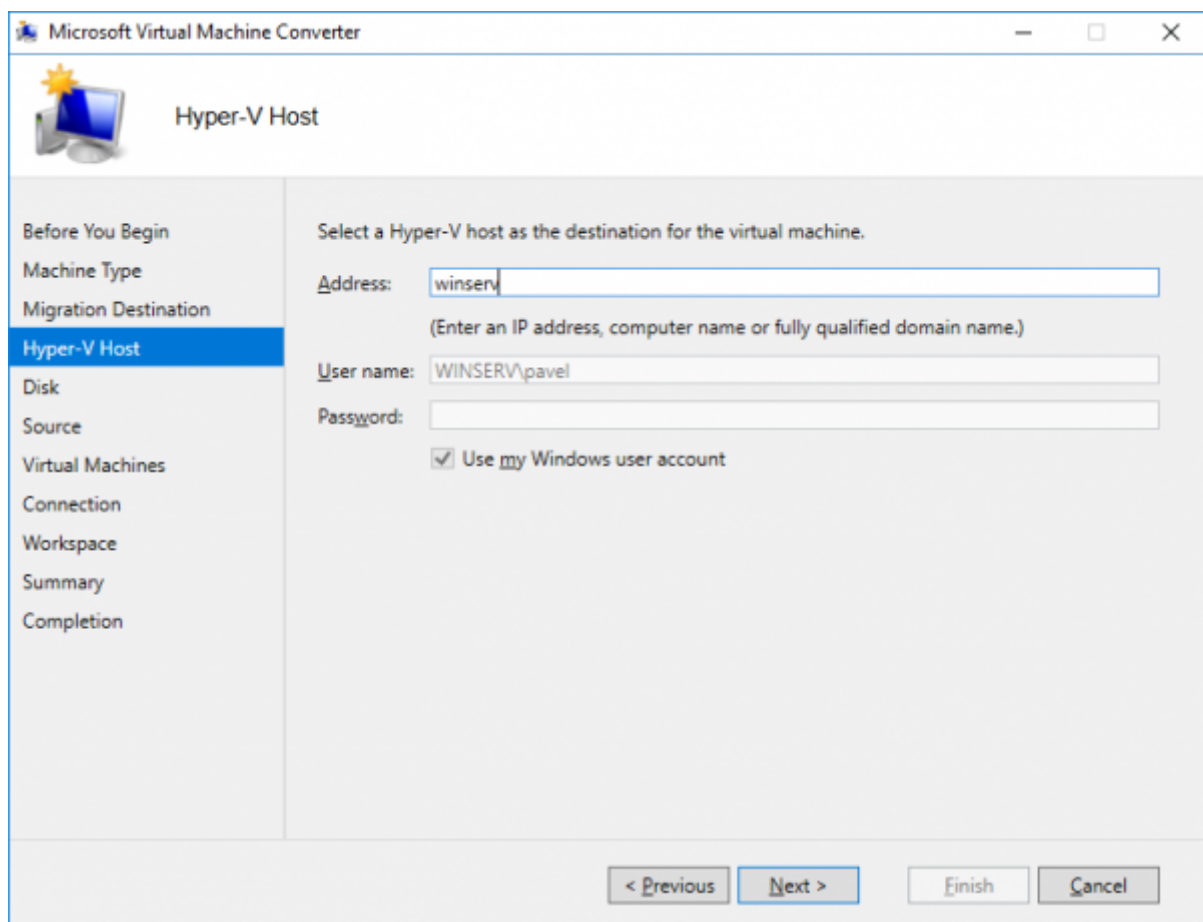 Microsoft Virtual Machine Converter
Hyper-V Host
Before You Begin
Machine Type
Migration Destination
Hyper-V Host
Disk
Source
Virtual Machines
Connection
Workspace
Summary
Completion
Select a Hyper-V host as the destination for the virtual machine.
Address: winserv
(Enter an IP address, computer name or fully qualified domain name.)
User name: WINSERV\pavel
Password:
Use my Windows user account
< Previous Next > Finish Cancel